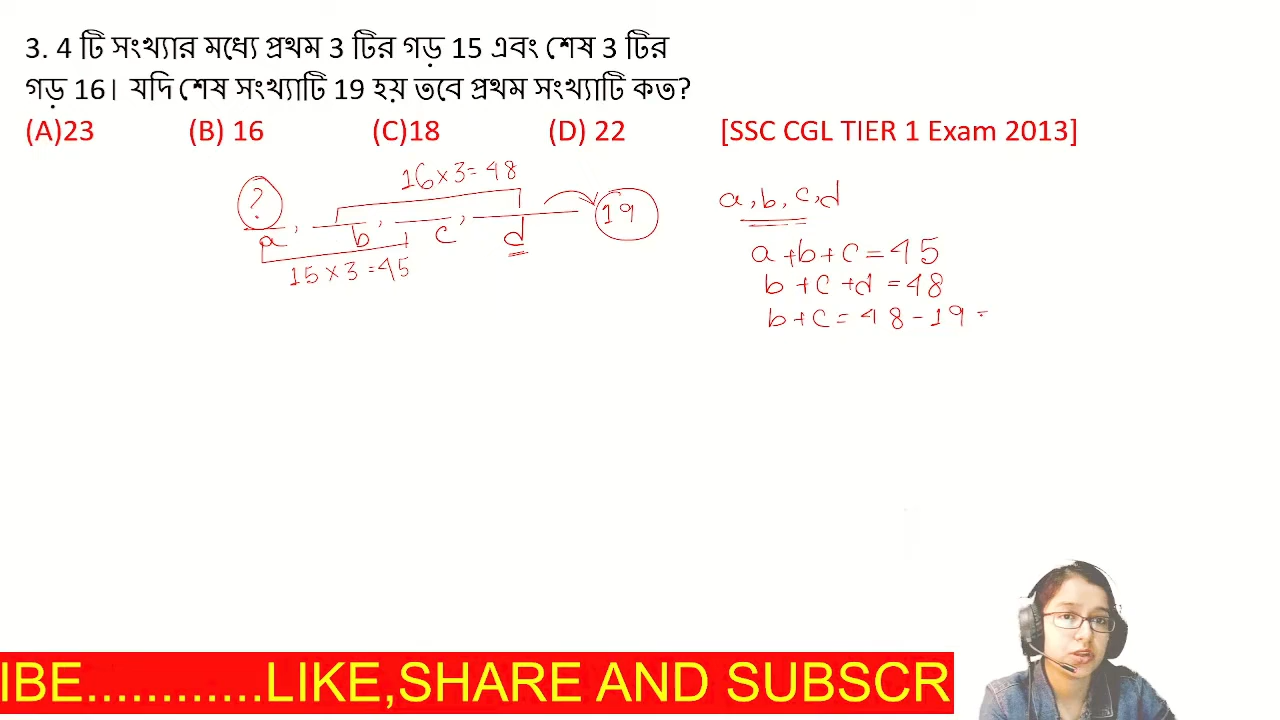 3. 4 টি সংখ্যার মধ্যে প্রথম 3 টির গড় 15 এবং শেষ 3 টির
গড় 16। যদি শেষ সংখ্যাটি 19 হয় তবে প্রথম সংখ্যাটি কত?
(A)23 (B) 16 (C)18 (D) 22 [SSC CGL TIER 1 Exam 2013]
16 × 3 = 48
? , , , 19
a b c d
15 × 3 = 45
a, b, c, d
a + b + c = 45
b + c + d = 48
b + c = 48 - 19 =
IBE............LIKE,SHARE AND SUBSCR